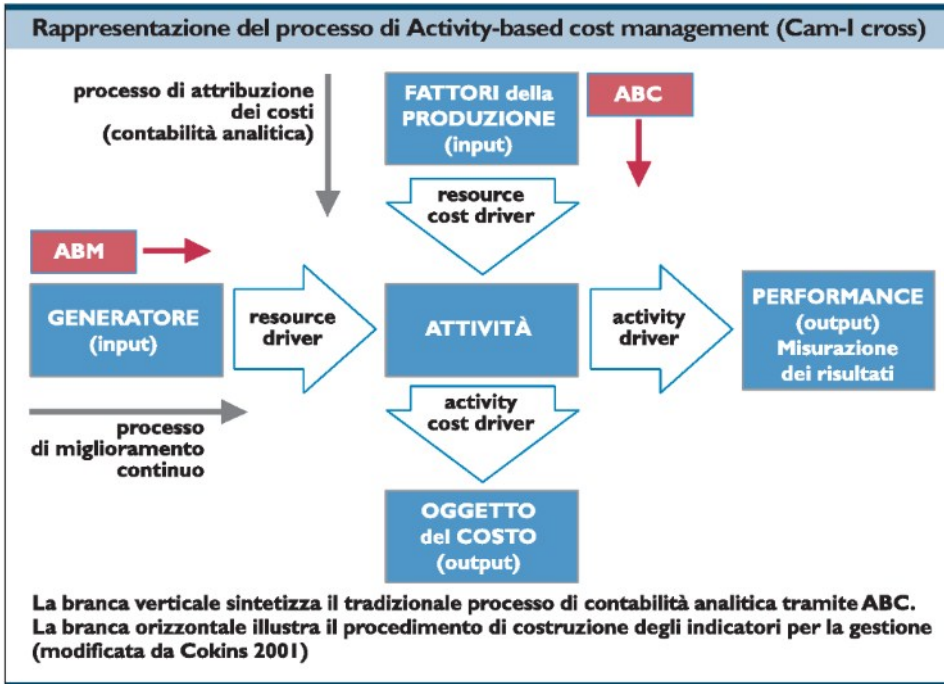 Rappresentazione del processo di Activity-based cost management (Cam-I cross)
processo di attribuzione
dei costi
(contabilità analitica)
FATTORI della
PRODUZIONE
(input)
ABC
resource
cost driver
ABM
GENERATORE
(input)
resource
driver
ATTIVITÀ
activity
driver
PERFORMANCE
(output)
Misurazione
dei risultati
processo
di miglioramento
continuo
activity
cost driver
OGGETTO
del COSTO
(output)
La branca verticale sintetizza il tradizionale processo di contabilità analitica tramite ABC.
La branca orizzontale illustra il procedimento di costruzione degli indicatori per la gestione
(modificata da Cokins 2001)